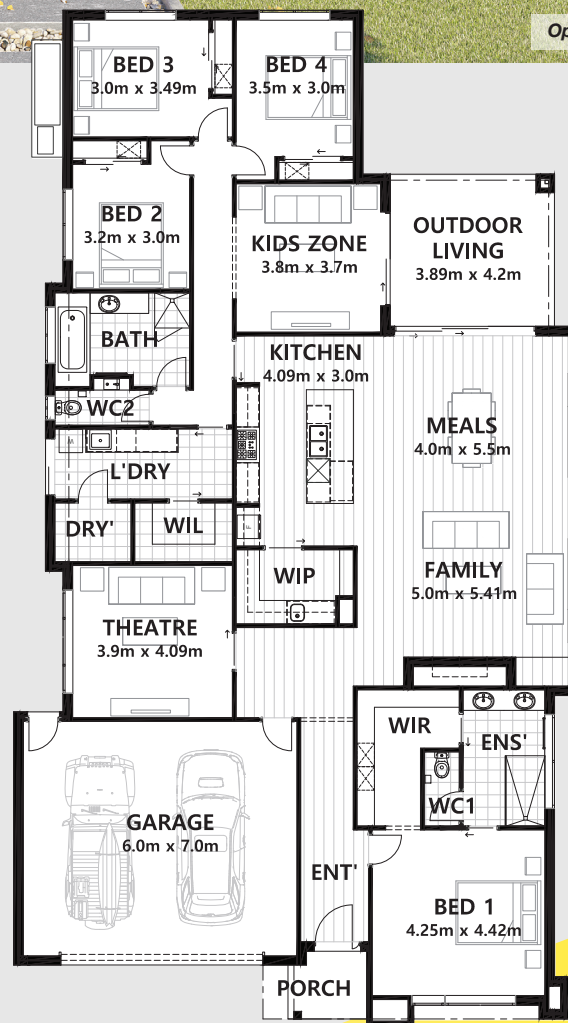 Op
BED 3
3.0m x 3.49m
BED 4
3.5m x 3.0m
BED 2
3.2m x 3.0m
KIDS ZONE
3.8m x 3.7m
OUTDOOR
LIVING
3.89m x 4.2m
BATH
KITCHEN
4.09m x 3.0m
WC2
MEALS
4.0m x 5.5m
L'DRY
DRY'
WIL
WIP
FAMILY
5.0m x 5.41m
THEATRE
3.9m x 4.09m
WIR
ENS'
WC1
GARAGE
6.0m x 7.0m
ENT'
BED 1
4.25m x 4.42m
PORCH